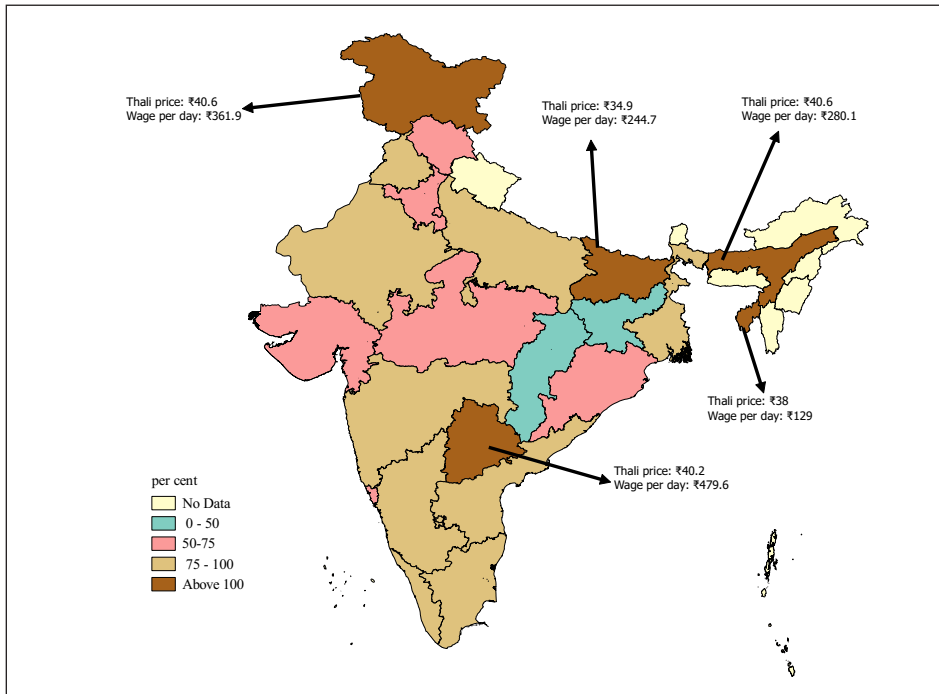 Thali price: ₹40.6
Wage per day: ₹361.9
Thali price: ₹34.9
Wage per day: ₹244.7
Thali price: ₹40.6
Wage per day: ₹280.1
Thali price: ₹38
Wage per day: ₹129
Thali price: ₹40.2
Wage per day: ₹479.6
per cent
No Data
0 - 50
50-75
75 - 100
Above 100